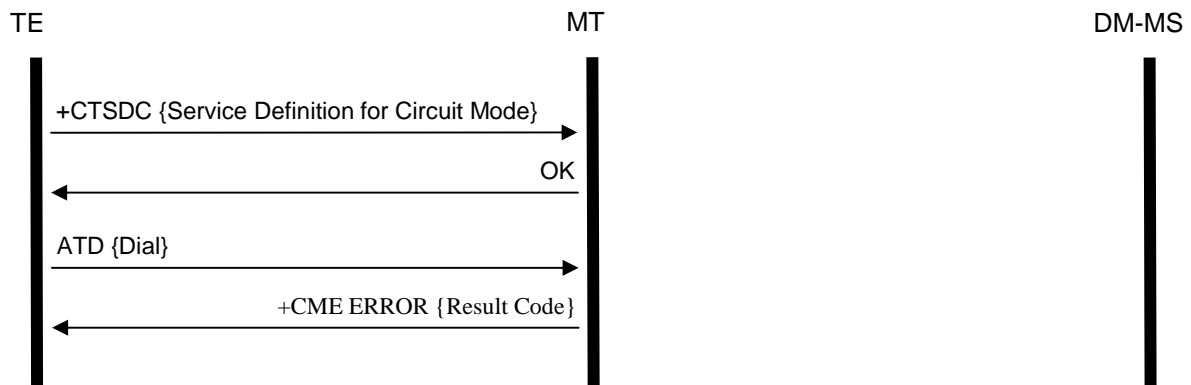 TE MT DM-MS
+CTSDC {Service Definition for Circuit Mode}
OK
ATD {Dial}
+CME ERROR {Result Code}